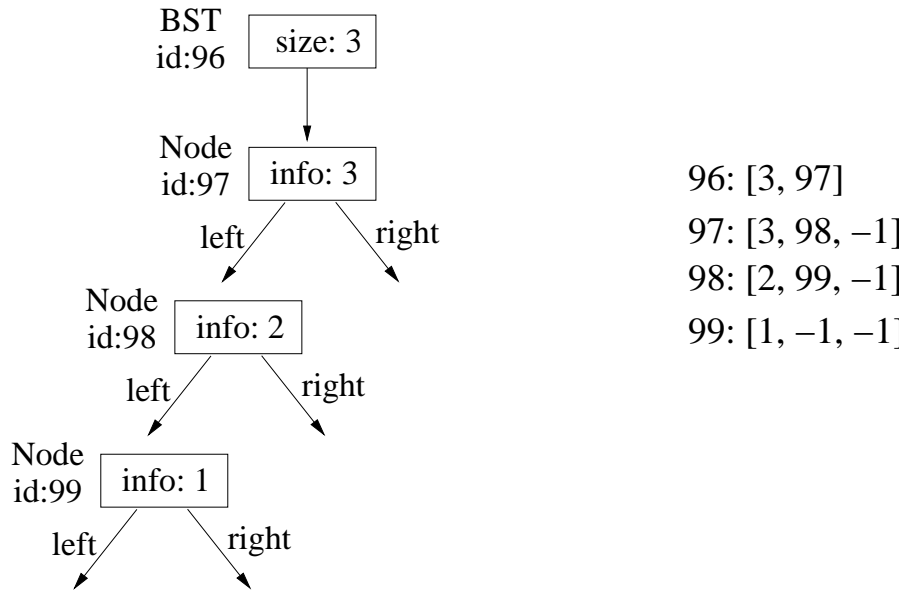 BST
id:96
size: 3
Node
id:97
info: 3
left
right
Node
id:98
info: 2
left
right
Node
id:99
info: 1
left
right
96: [3, 97]
97: [3, 98, −1]
98: [2, 99, −1]
99: [1, −1, −1]